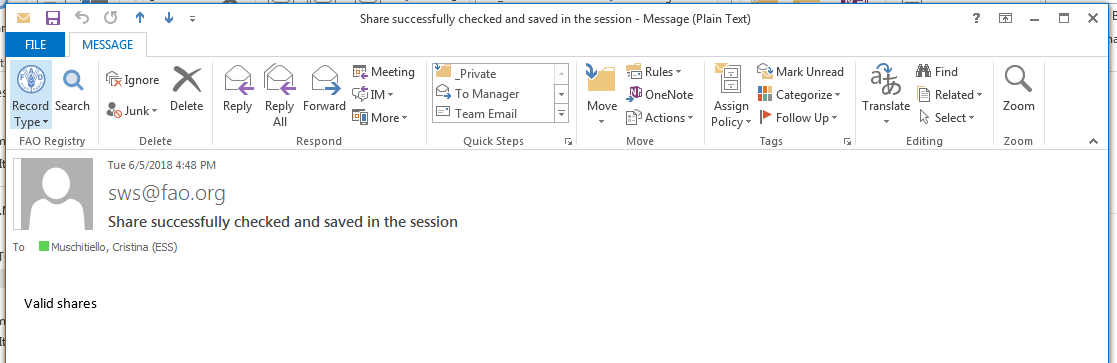 Share successfully checked and saved in the session - Message (Plain Text)
FILE
MESSAGE
Record Type
Search
FAO Registry
Ignore
Junk
Delete
Delete
Reply
Reply All
Forward
Meeting
IM
More
Respond
_Private
To Manager
Team Email
Quick Steps
Move
Rules
OneNote
Actions
Move
Assign Policy
Mark Unread
Categorize
Follow Up
Tags
Translate
Find
Related
Select
Editing
Zoom
Zoom
Tue 6/5/2018 4:48 PM
sws@fao.org
Share successfully checked and saved in the session
To Muschitiello, Cristina (ESS)
Valid shares